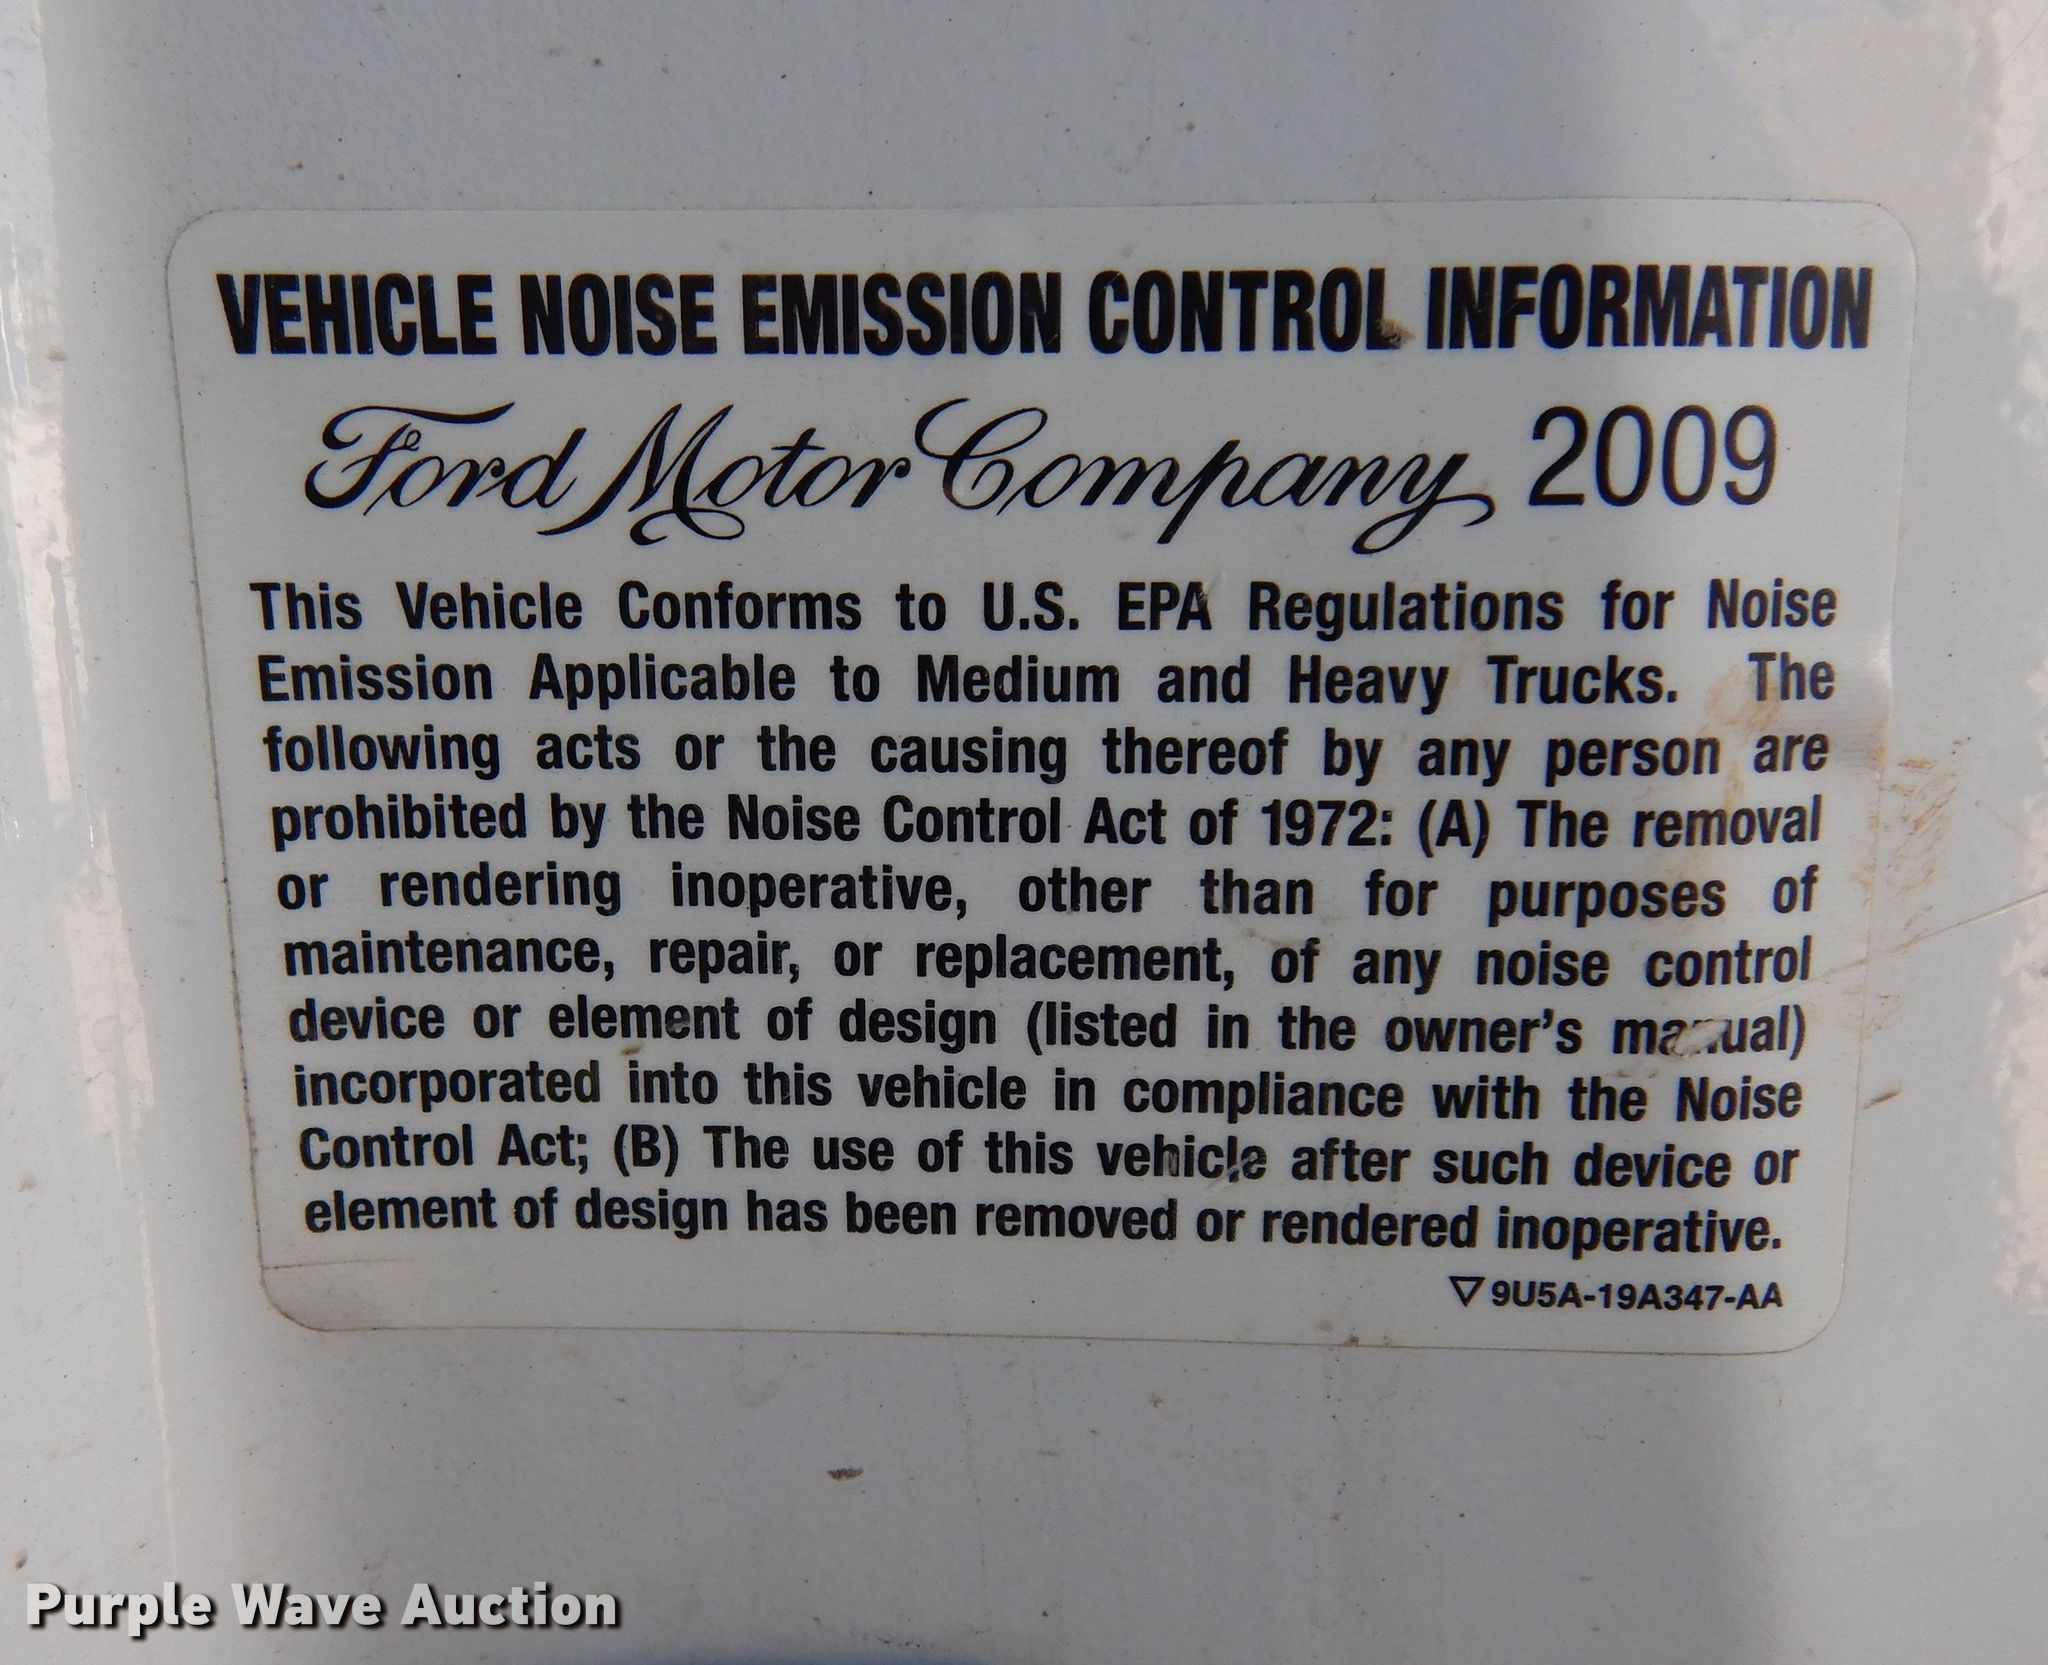 VEHICLE NOISE EMISSION CONTROL INFORMATION
Ford Motor Company 2009
This Vehicle Conforms to U.S. EPA Regulations for Noise
Emission Applicable to Medium and Heavy Trucks. The
following acts or the causing thereof by any person are
prohibited by the Noise Control Act of 1972: (A) The removal
or rendering inoperative, other than for purposes of
maintenance, repair, or replacement, of any noise control
device or element of design (listed in the owner's manual)
incorporated into this vehicle in compliance with the Noise
Control Act; (B) The use of this vehicle after such device or
element of design has been removed or rendered inoperative.
▽ 9U5A-19A347-AA
Purple Wave Auction